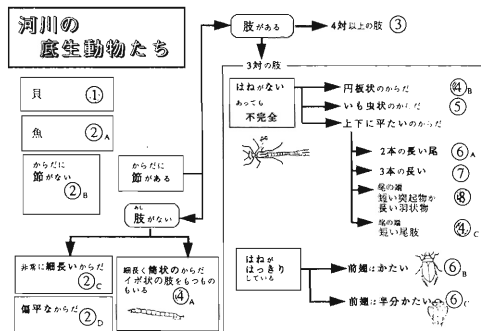 河川の
底生動物たち
貝 ①
魚 ②A
からだに
節がない
②B
からだに
節がある
あし
肢がない
非常に細長いからだ
②C
偏平なからだ
②D
細長く筒状のからだ
イボ状の肢をもつものもいる
④A
肢がある
4対以上の肢 ③
3対の肢
はねがない
あっても
不完全
円板状のからだ ④B
いも虫状のからだ ⑤
上下に平たいのからだ
2本の長い尾 ⑥A
3本の長い ⑦
尾の端
短い突起物か
長い羽状物
⑧
尾の端
短い尾肢
④C
はねが
はっきり
している
前翅はかたい ⑥B
前翅は半分かたい ⑥C